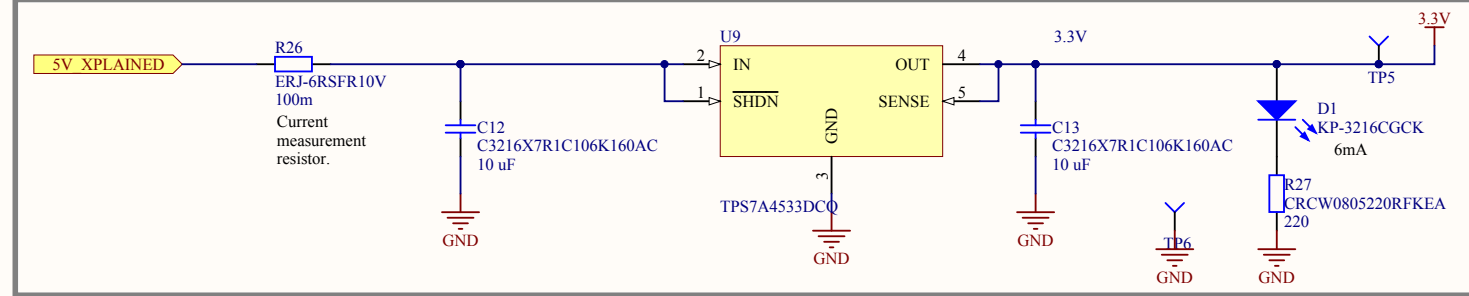 5V_XPLAINED
R26
ERJ-6RSFR10V
100m
Current
measurement
resistor.
C12
C3216X7R1C106K160AC
10 uF
GND
U9
2
IN
1
SHDN
OUT
4
SENSE
5
GND
3
TPS7A4533DCQ
GND
3.3V
C13
C3216X7R1C106K160AC
10 uF
GND
TP6
GND
D1
KP-3216CGCK
6mA
R27
CRCW0805220RFKEA
220
GND
TP5
3.3V